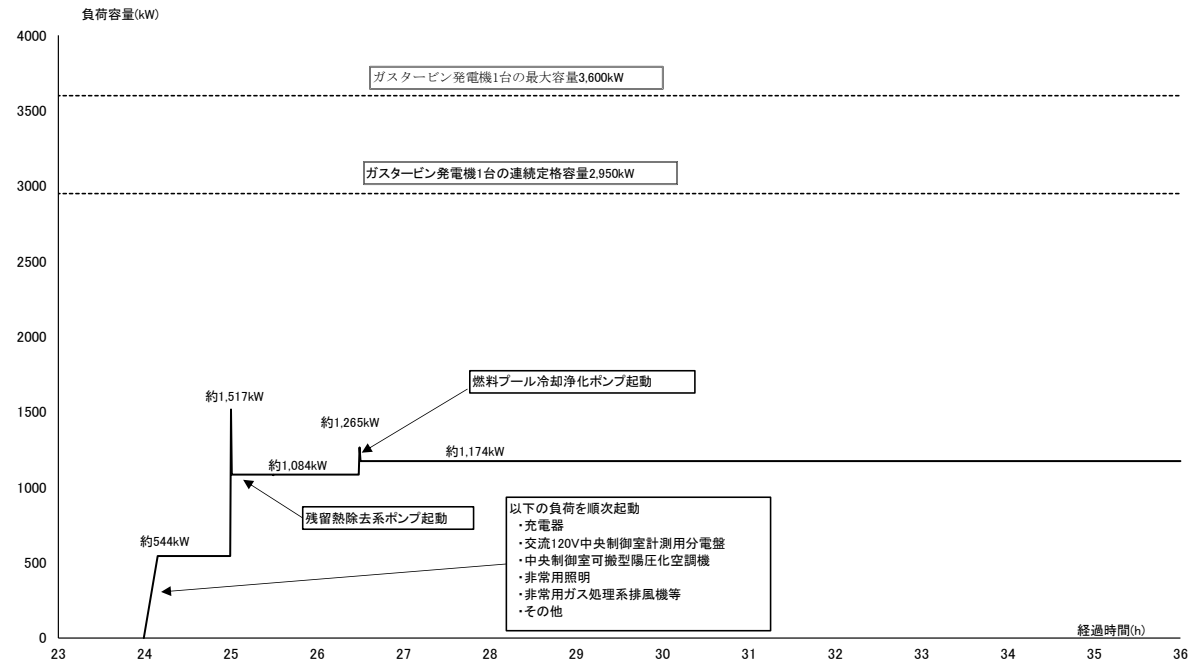 負荷容量(kW)
4000
ガスタービン発電機1台の最大容量3,600kW
3500
ガスタービン発電機1台の連続定格容量2,950kW
3000
2500
2000
燃料プール冷却浄化ポンプ起動
1500
約1,517kW
約1,265kW
約1,174kW
約1,084kW
1000
残留熱除去系ポンプ起動
以下の負荷を順次起動
・充電器
・交流120V中央制御室計測用分電盤
・中央制御室可搬型陽圧化空調機
・非常用照明
・非常用ガス処理系排風機等
・その他
約544kW
500
0
経過時間(h)
23 24 25 26 27 28 29 30 31 32 33 34 35 36